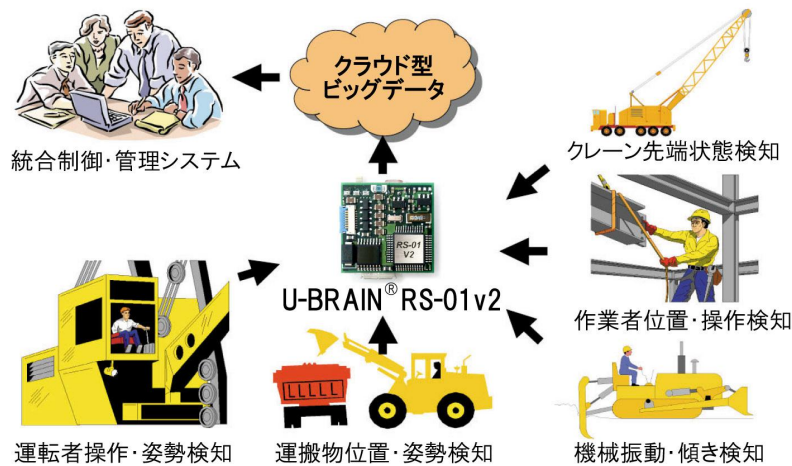 クラウド型
ビッグデータ
統合制御・管理システム
クレーン先端状態検知
RS-01
V2
U-BRAIN® RS-01v2
作業者位置・操作検知
運転者操作・姿勢検知
運搬物位置・姿勢検知
機械振動・傾き検知